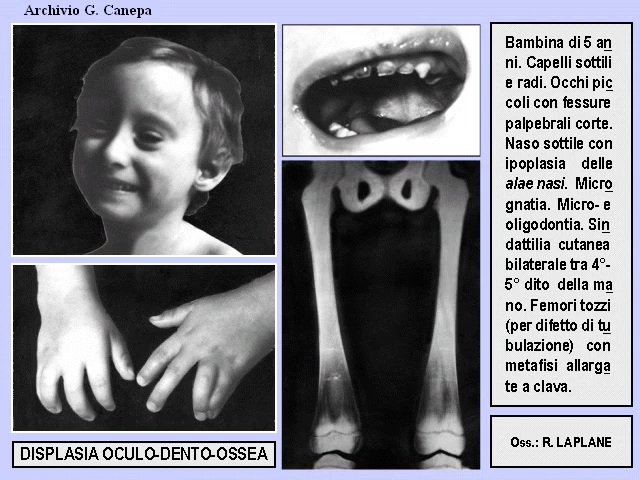 Archivio G. Canepa
Bambina di 5 an
ni. Capelli sottili
e radi. Occhi pic
coli con fessure
palpebrali corte.
Naso sottile con
ipoplasia delle
alae nasi. Micro
gnatia. Micro- e
oligodontia. Sin
dattilia cutanea
bilaterale tra 4°-
5° dito della ma
no. Femori tozzi
(per difetto di tu
bulazione) con
metafisi allarga
te a clava.
DISPLASIA OCULO-DENTO-OSSEA
Oss.: R. LAPLANE